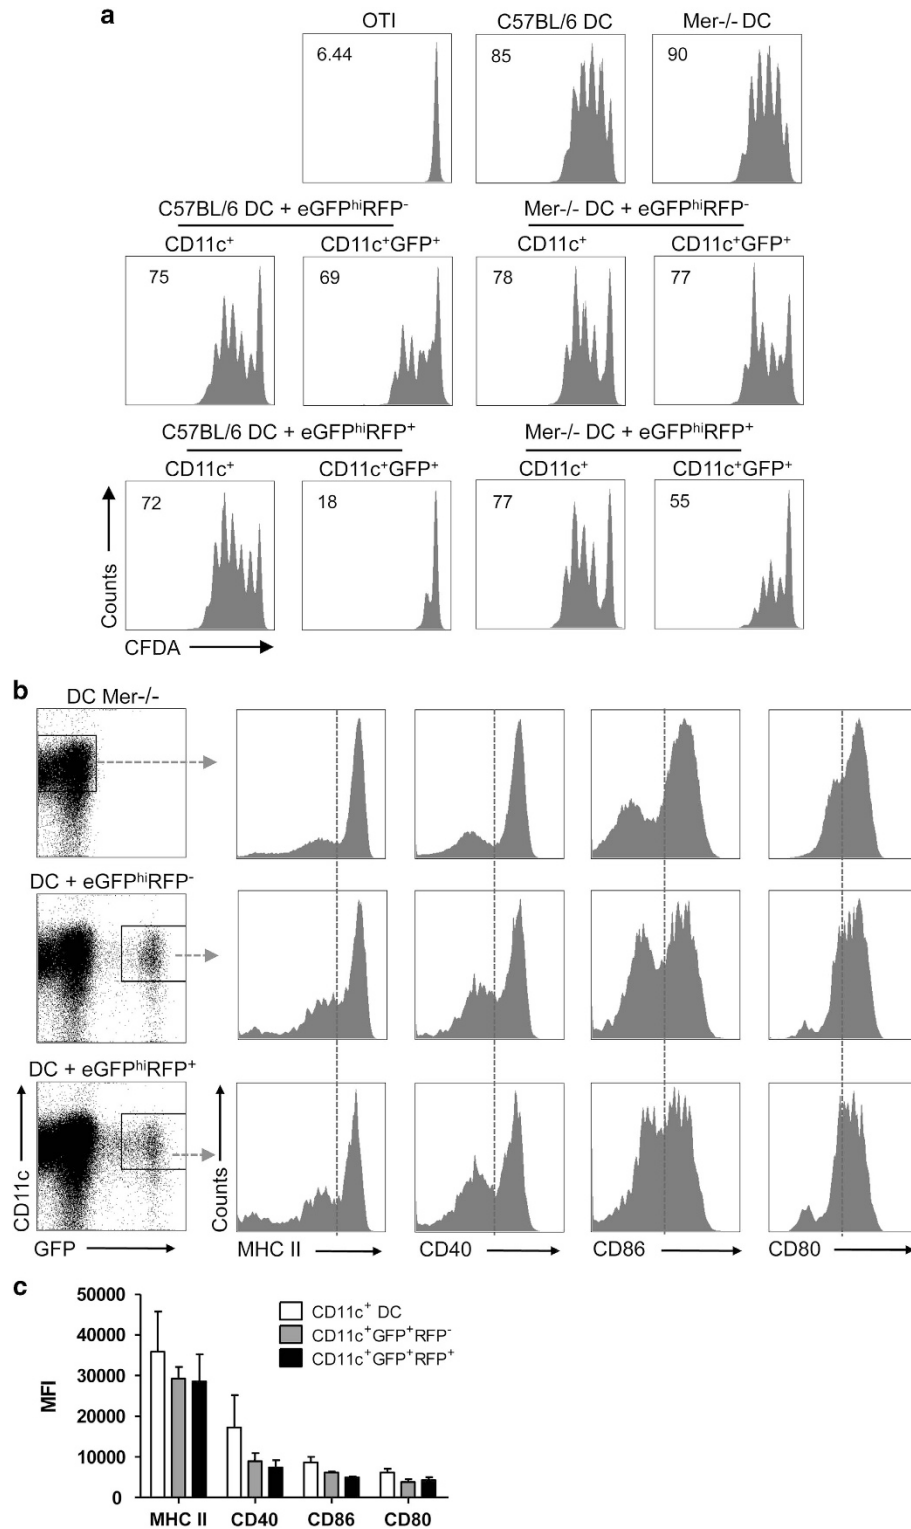 a
OTI
C57BL/6 DC
Mer-/- DC
6.44
85
90
C57BL/6 DC + eGFPʰⁱRFP⁻
Mer-/- DC + eGFPʰⁱRFP⁻
CD11c⁺
CD11c⁺GFP⁺
CD11c⁺
CD11c⁺GFP⁺
75
69
78
77
C57BL/6 DC + eGFPʰⁱRFP⁺
Mer-/- DC + eGFPʰⁱRFP⁺
CD11c⁺
CD11c⁺GFP⁺
CD11c⁺
CD11c⁺GFP⁺
72
18
77
55
Counts
CFDA
b
DC Mer-/-
DC + eGFPʰⁱRFP⁻
DC + eGFPʰⁱRFP⁺
CD11c
GFP
Counts
MHC II
CD40
CD86
CD80
c
50000
40000
30000
20000
10000
0
MFI
CD11c⁺ DC
CD11c⁺GFP⁺RFP⁻
CD11c⁺GFP⁺RFP⁺
MHC II
CD40
CD86
CD80